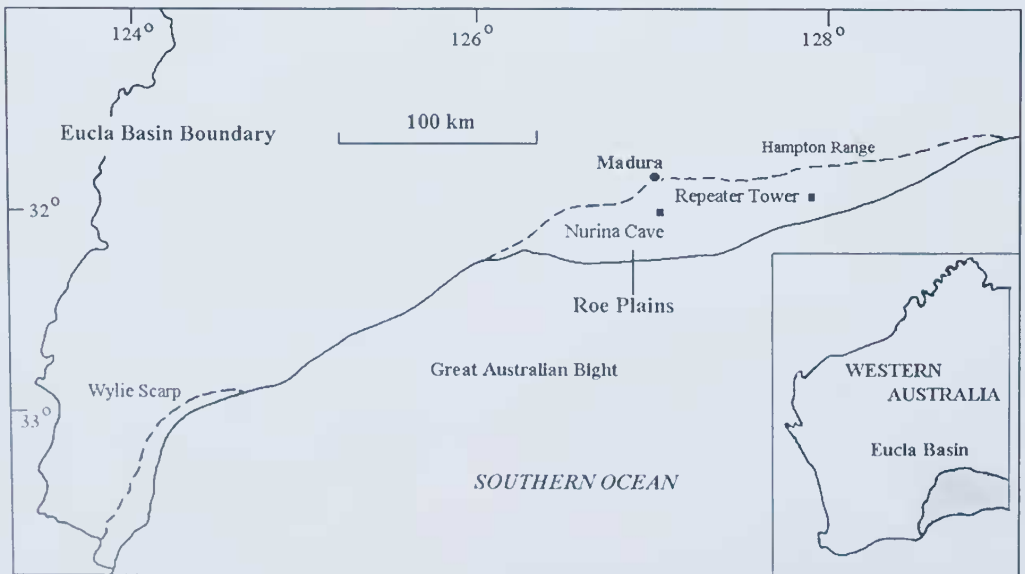 124°
126°
128°
Eucla Basin Boundary
100 km
Hampton Range
Madura
32°
Repeater Tower
Nurina Cave
Roe Plains
WESTERN
AUSTRALIA
Great Australian Bight
Wylie Scarp
33°
Eucla Basin
SOUTHERN OCEAN